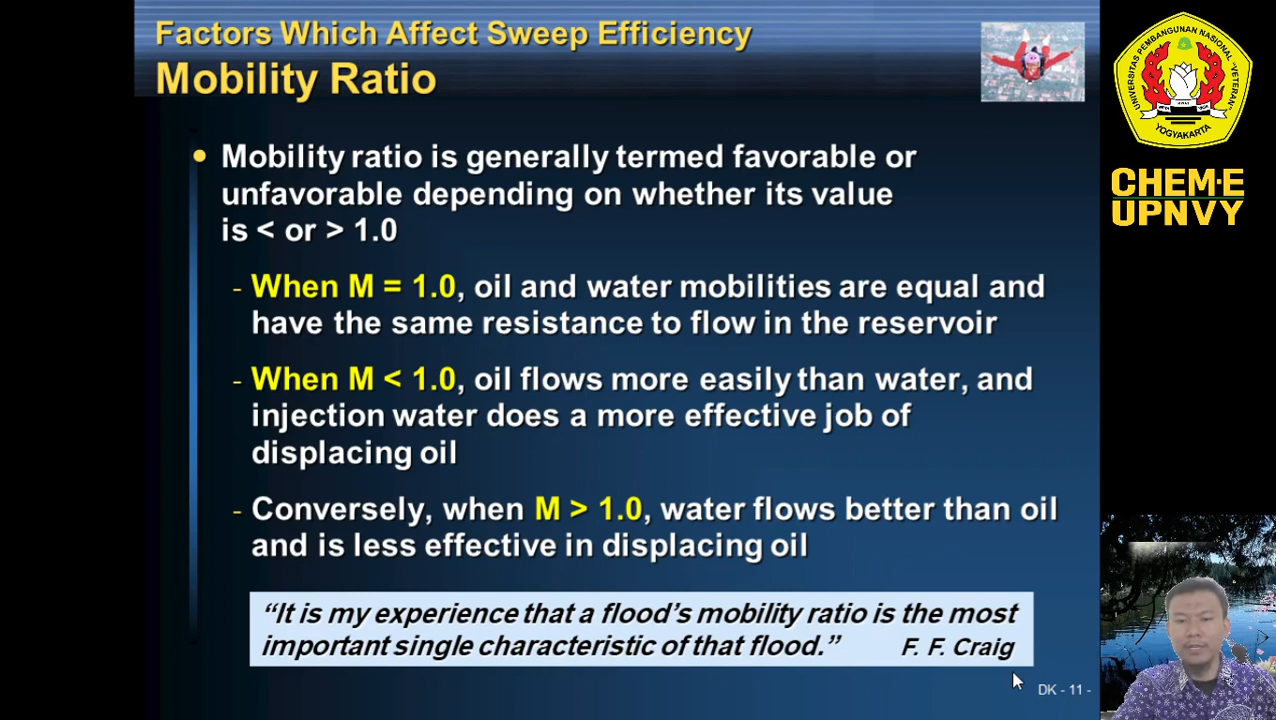 Factors Which Affect Sweep Efficiency
Mobility Ratio
• Mobility ratio is generally termed favorable or
unfavorable depending on whether its value
is < or > 1.0
- When M = 1.0, oil and water mobilities are equal and
have the same resistance to flow in the reservoir
- When M < 1.0, oil flows more easily than water, and
injection water does a more effective job of
displacing oil
- Conversely, when M > 1.0, water flows better than oil
and is less effective in displacing oil
“It is my experience that a flood’s mobility ratio is the most
important single characteristic of that flood.” F. F. Craig
DK - 11 -
UNIVERSITAS PEMBANGUNAN NASIONAL "VETERAN"
YOGYAKARTA
CHEM·E
UPNVY